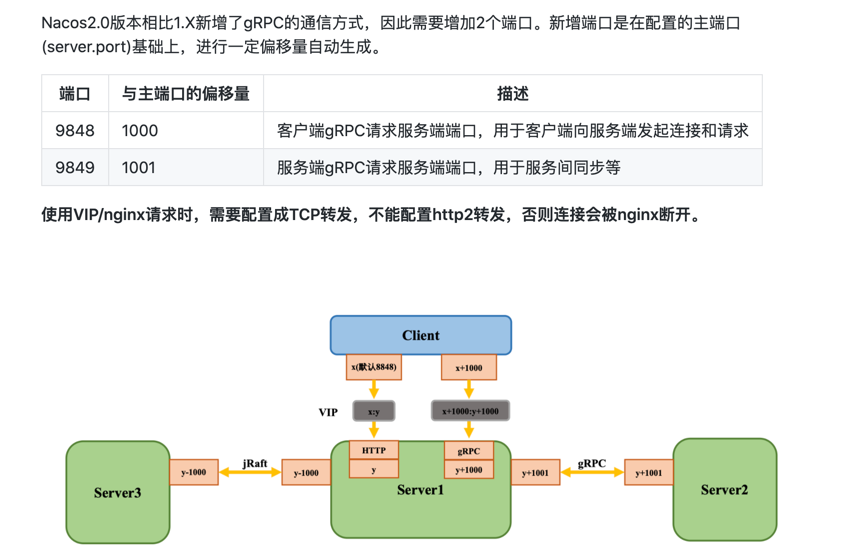 Nacos2.0版本相比1.X新增了gRPC的通信方式，因此需要增加2个端口。新增端口是在配置的主端口
(server.port)基础上，进行一定偏移量自动生成。
端口 与主端口的偏移量 描述
9848 1000 客户端gRPC请求服务端端口，用于客户端向服务端发起连接和请求
9849 1001 服务端gRPC请求服务端端口，用于服务间同步等
使用VIP/nginx请求时，需要配置成TCP转发，不能配置http2转发，否则连接会被nginx断开。
Client
x(默认8848) x+1000
VIP x:y x+1000:y+1000
HTTP gRPC
y y+1000
Server3 y-1000 jRaft y-1000 Server1 y+1001 gRPC y+1001 Server2